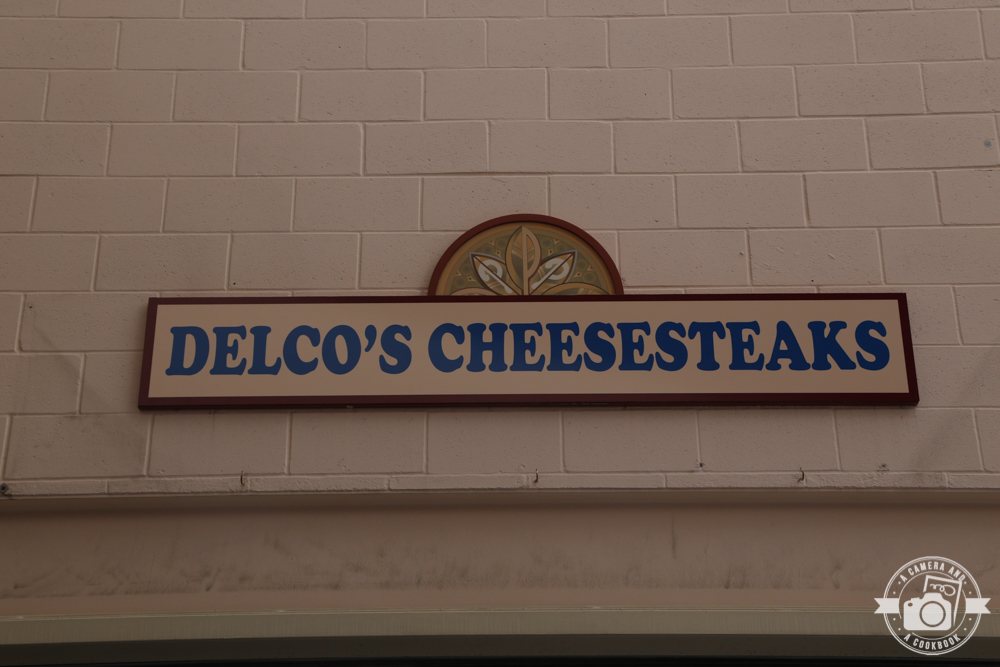 DELCO'S CHEESESTEAKS
A CAMERA AND
A COOKBOOK